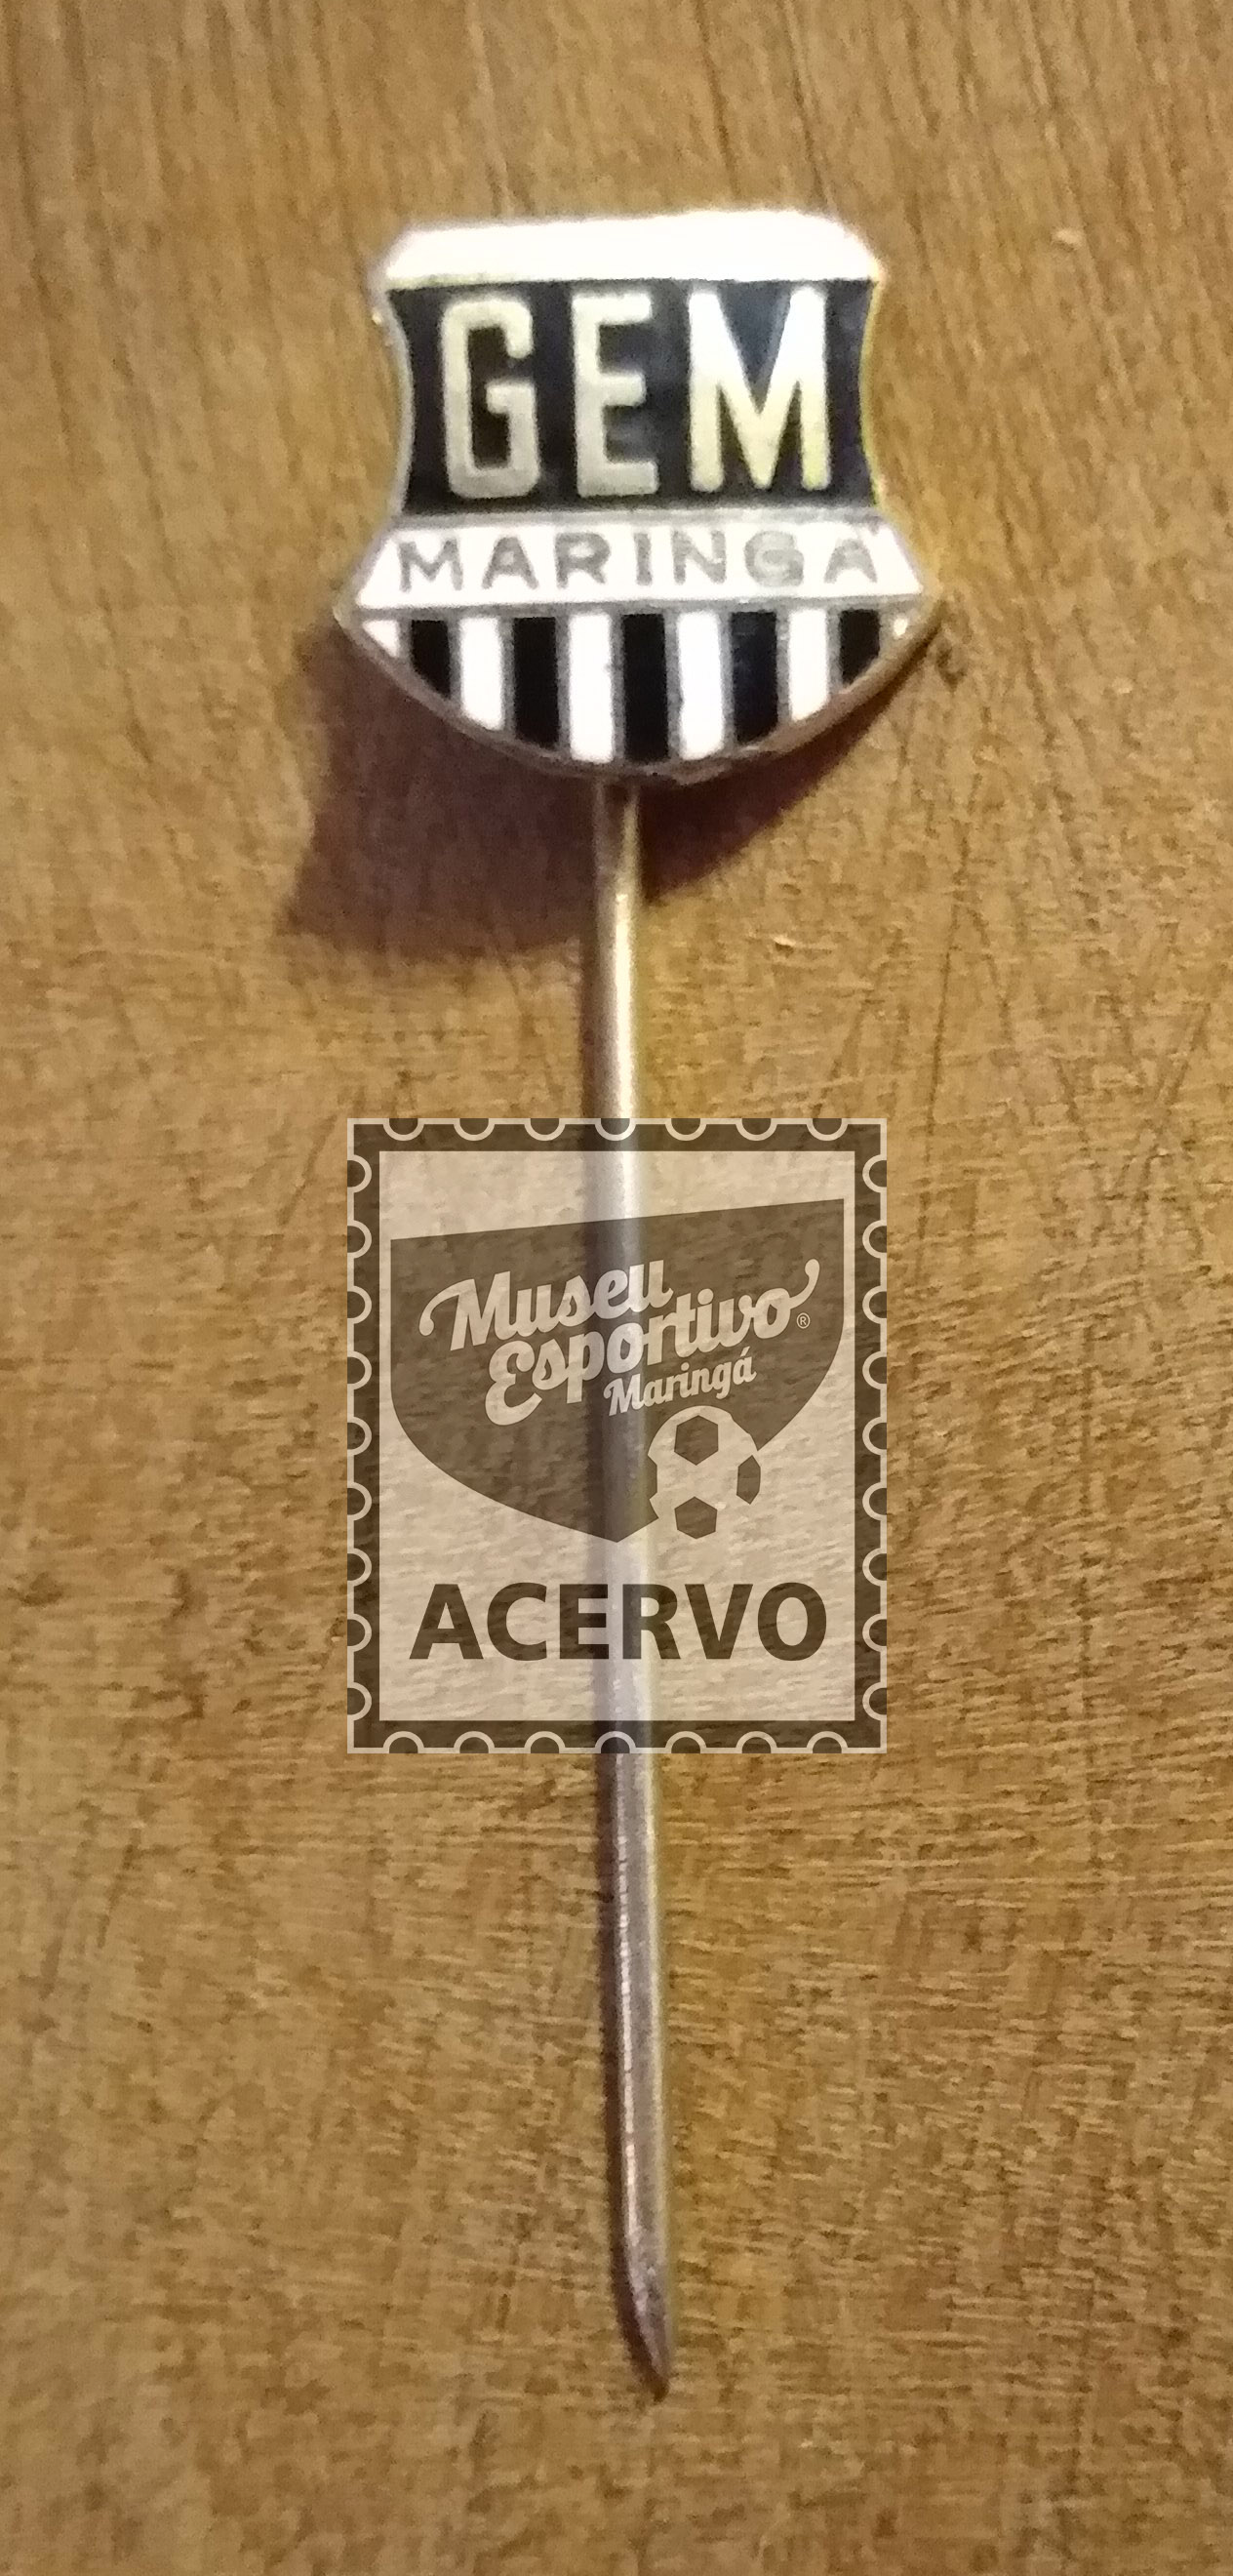 GEM
MARINGÁ
Museu
Esportivo®
Maringá
ACERVO